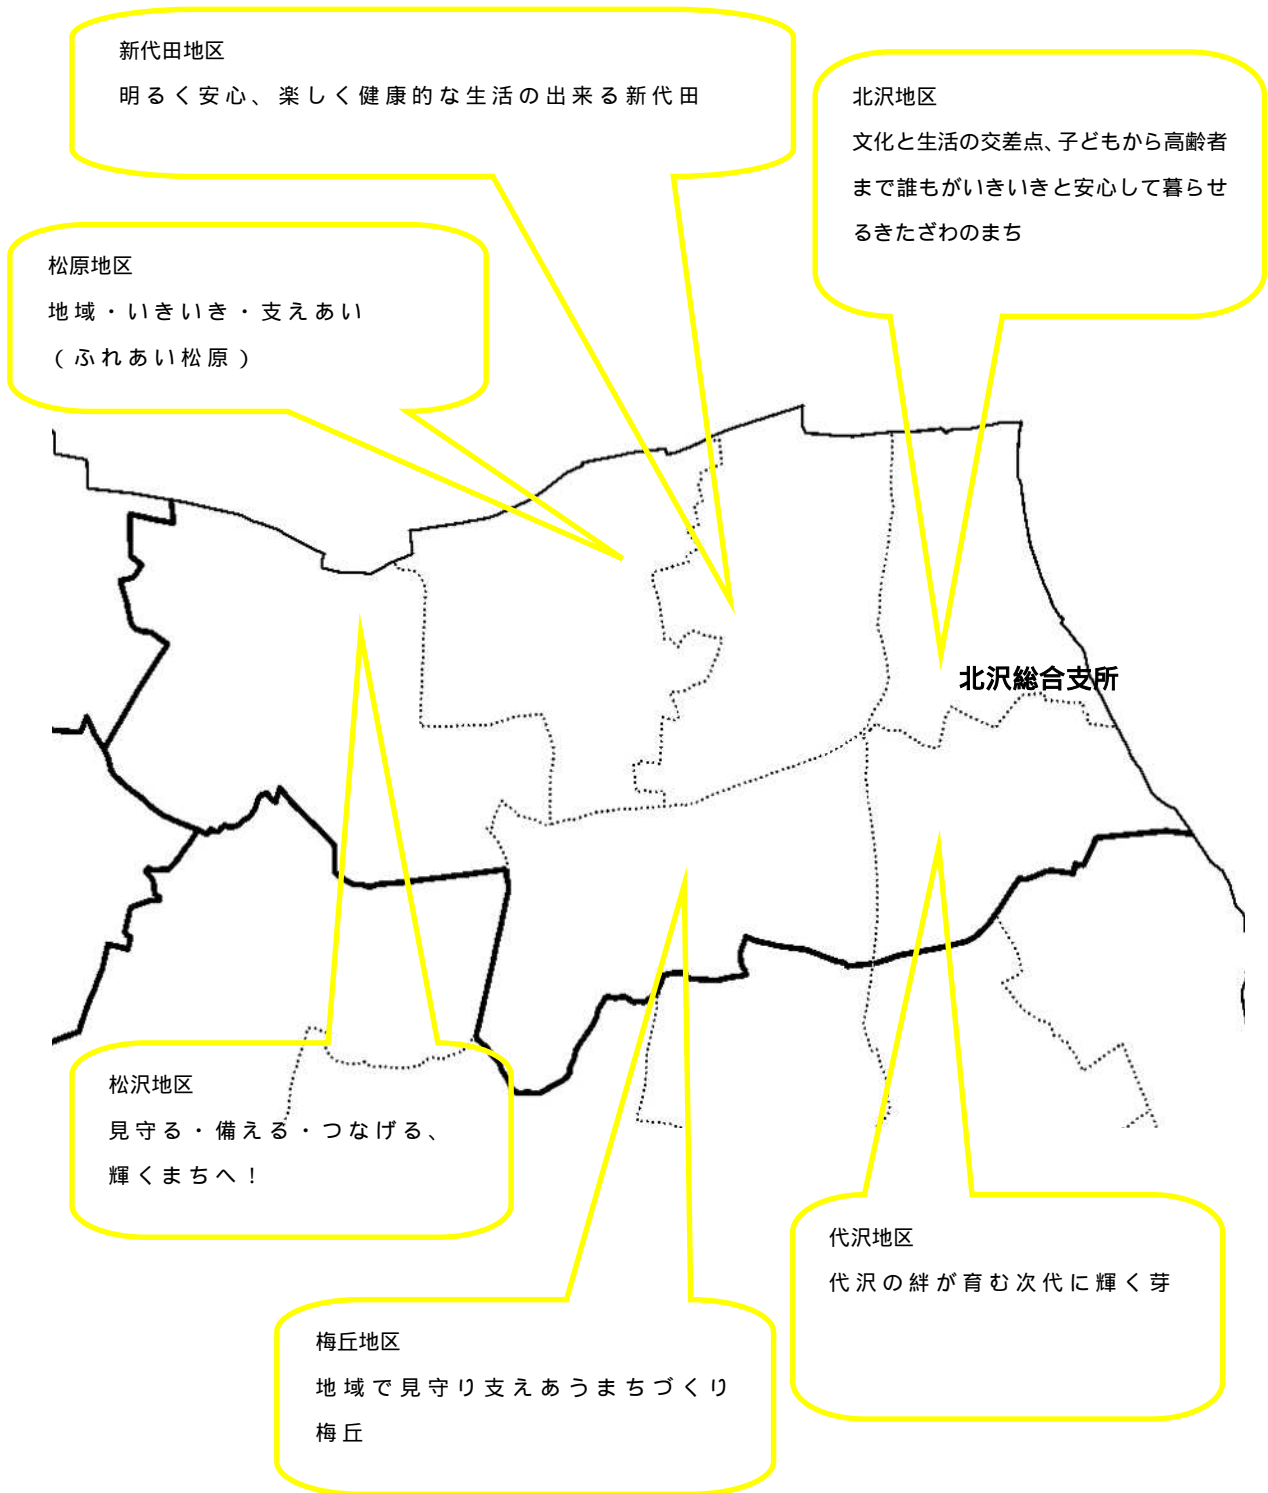 新代田地区
明るく安心、楽しく健康的な生活の出来る新代田
北沢地区
文化と生活の交差点、子どもから高齢者
まで誰もがいきいきと安心して暮らせ
るきたざわのまち
松原地区
地域・いきいき・支えあい
(ふれあい松原)
北沢総合支所
松沢地区
見守る・備える・つなげる、
輝くまちへ!
代沢地区
代沢の絆が育む次代に輝く芽
梅丘地区
地域で見守り支えあうまちづくり
梅丘